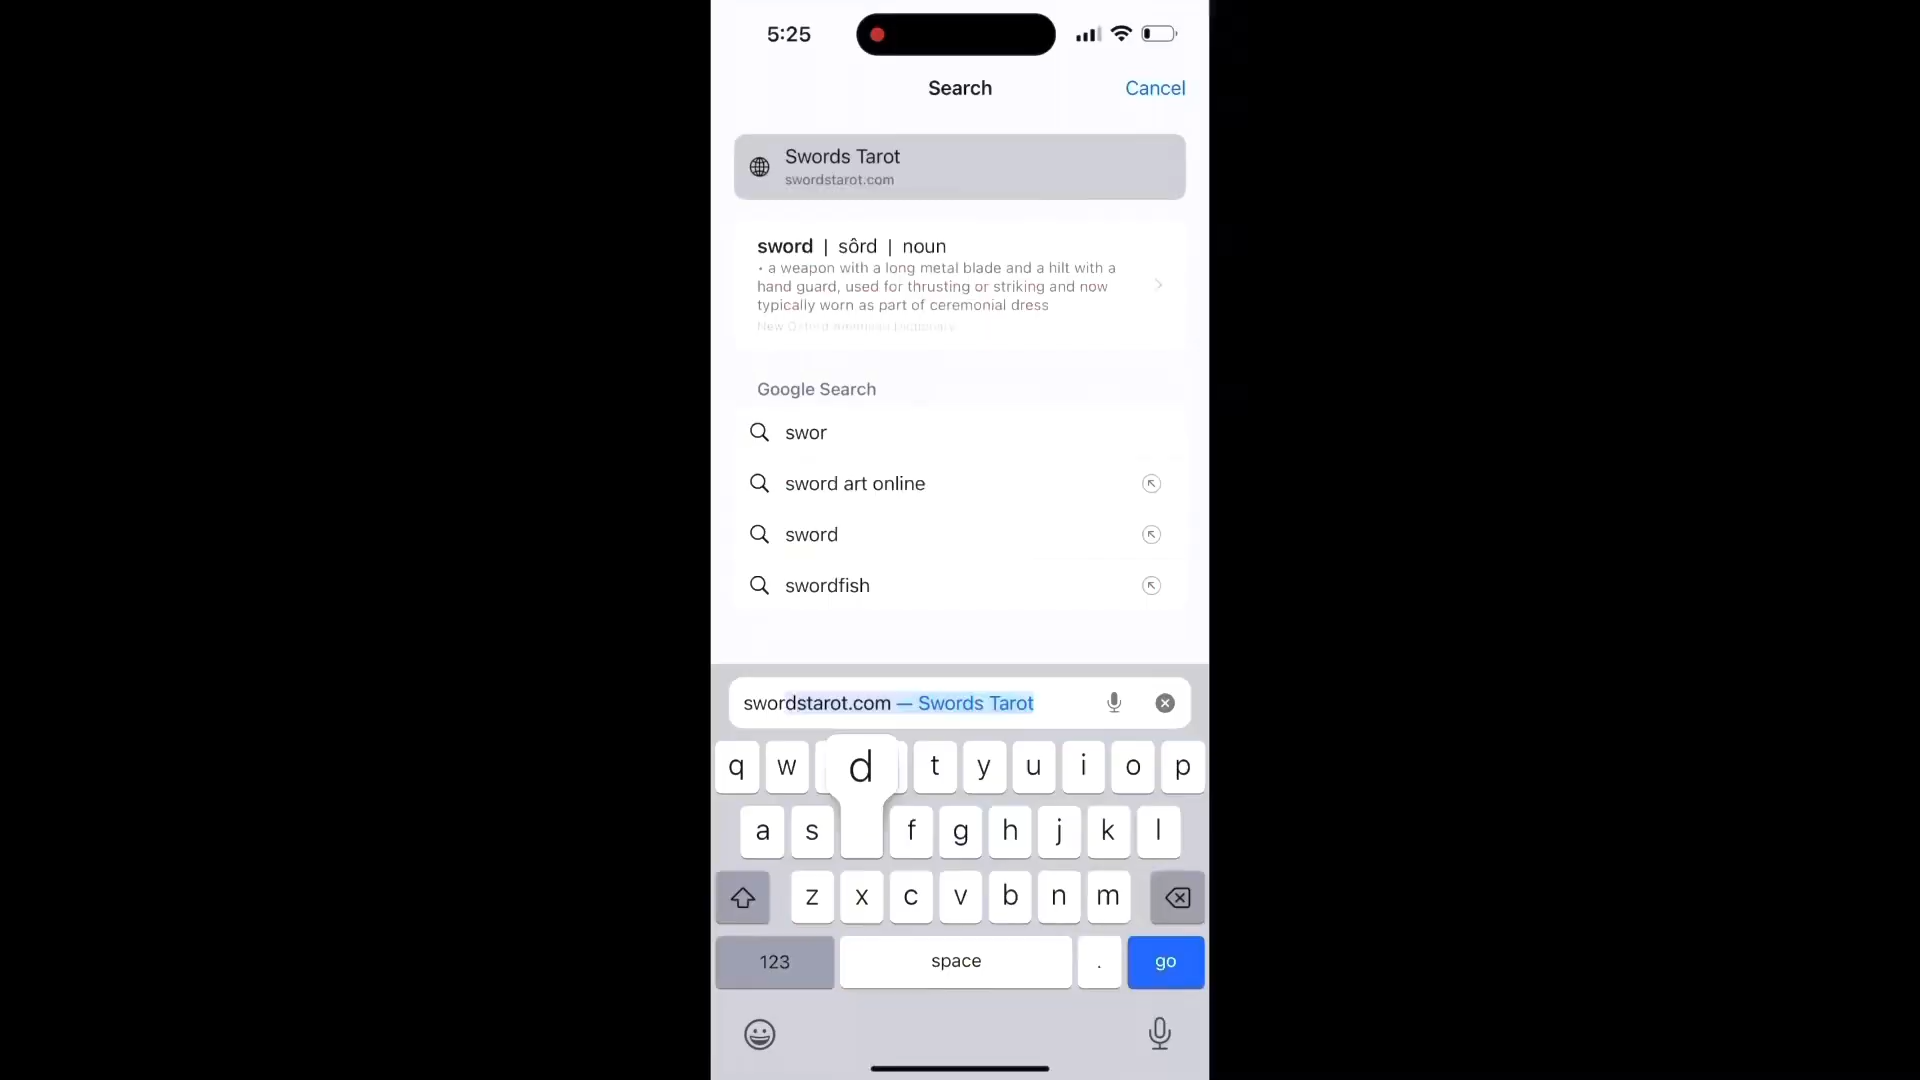 5:25
Search
Cancel
Swords Tarot
swordstarot.com
sword | sôrd | noun
• a weapon with a long metal blade and a hilt with a
hand guard, used for thrusting or striking and now
typically worn as part of ceremonial dress
New Oxford American Dictionary
Google Search
swor
sword art online
sword
swordfish
swordstarot.com — Swords Tarot
q w d t y u i o p
a s f g h j k l
z x c v b n m
123 space . go